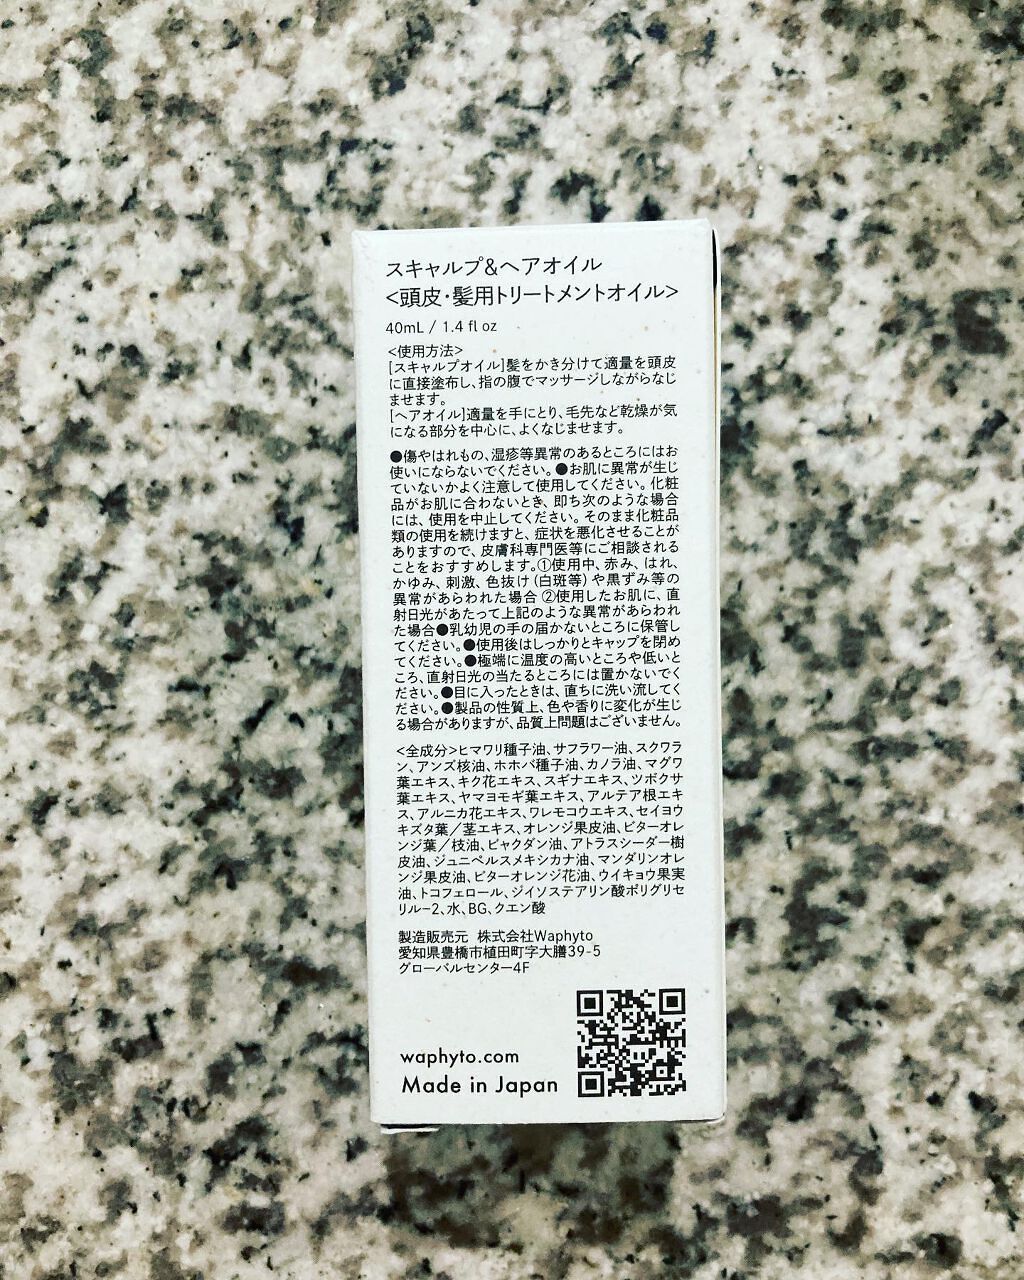 スキャルプ&ヘアオイル
<頭皮・髪用トリートメントオイル>
40mL / 1.4 fl oz
<使用方法>
[スキャルプオイル]髪をかき分けて適量を頭皮
に直接塗布し、指の腹でマッサージしながらなじ
ませます。
[ヘアオイル]適量を手にとり、毛先など乾燥が気
になる部分を中心に、よくなじませます。
●傷やはれもの、湿疹等異常のあるところにはお
使いにならないでください。●お肌に異常が生じ
ていないかよく注意して使用してください。化粧
品がお肌に合わないとき、即ち次のような場合
には、使用を中止してください。そのまま化粧品
類の使用を続けますと、症状を悪化させることが
ありますので、皮膚科専門医等にご相談される
ことをおすすめします。①使用中、赤み、はれ、
かゆみ、刺激、色抜け(白斑等)や黒ずみ等の
異常があらわれた場合 ②使用したお肌に、直
射日光があたって上記のような異常があらわれ
た場合●乳幼児の手の届かないところに保管し
てください。●使用後はしっかりとキャップを閉め
てください。●極端に温度の高いところや低いと
ころ、直射日光の当たるところには置かないでく
ださい。●目に入ったときは、直ちに洗い流してく
ださい。●製品の性質上、色や香りに変化が生じ
る場合がありますが、品質上問題はございません。
<全成分>ヒマワリ種子油、サフラワー油、スクワラ
ン、アンズ核油、ホホバ種子油、カノラ油、マグワ
葉エキス、キク花エキス、スギナエキス、ツボクサ
葉エキス、ヤマヨモギ葉エキス、アルテア根エキ
ス、アルニカ花エキス、ワレモコウエキス、セイヨウ
キズタ葉/茎エキス、オレンジ果皮油、ビターオレ
ンジ葉/枝油、ビャクダン油、アトラスシーダー樹
皮油、ジュニペルスメキシカナ油、マンダリンオレ
ンジ果皮油、ビターオレンジ花油、ウイキョウ果実
油、トコフェロール、ジイソステアリン酸ポリグリセ
リル-2、水、BG、クエン酸
製造販売元 株式会社Waphyto
愛知県豊橋市植田町字大膳39-5
グローバルセンター4F
waphyto.com
Made in Japan